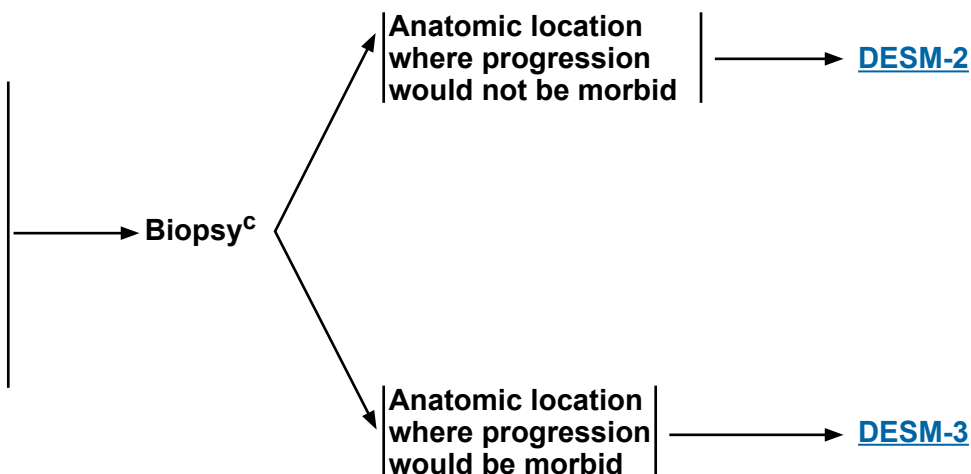 Anatomic location
where progression
would not be morbid
DESM-2
Biopsyc
Anatomic location
where progression
would be morbid
DESM-3